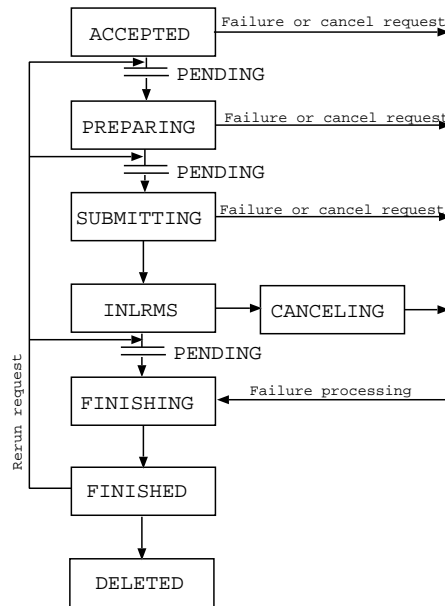 Failure or cancel request
ACCEPTED
PENDING
Failure or cancel request
PREPARING
PENDING
Failure or cancel request
SUBMITTING
INLRMS
CANCELING
PENDING
Failure processing
FINISHING
Rerun request
FINISHED
DELETED